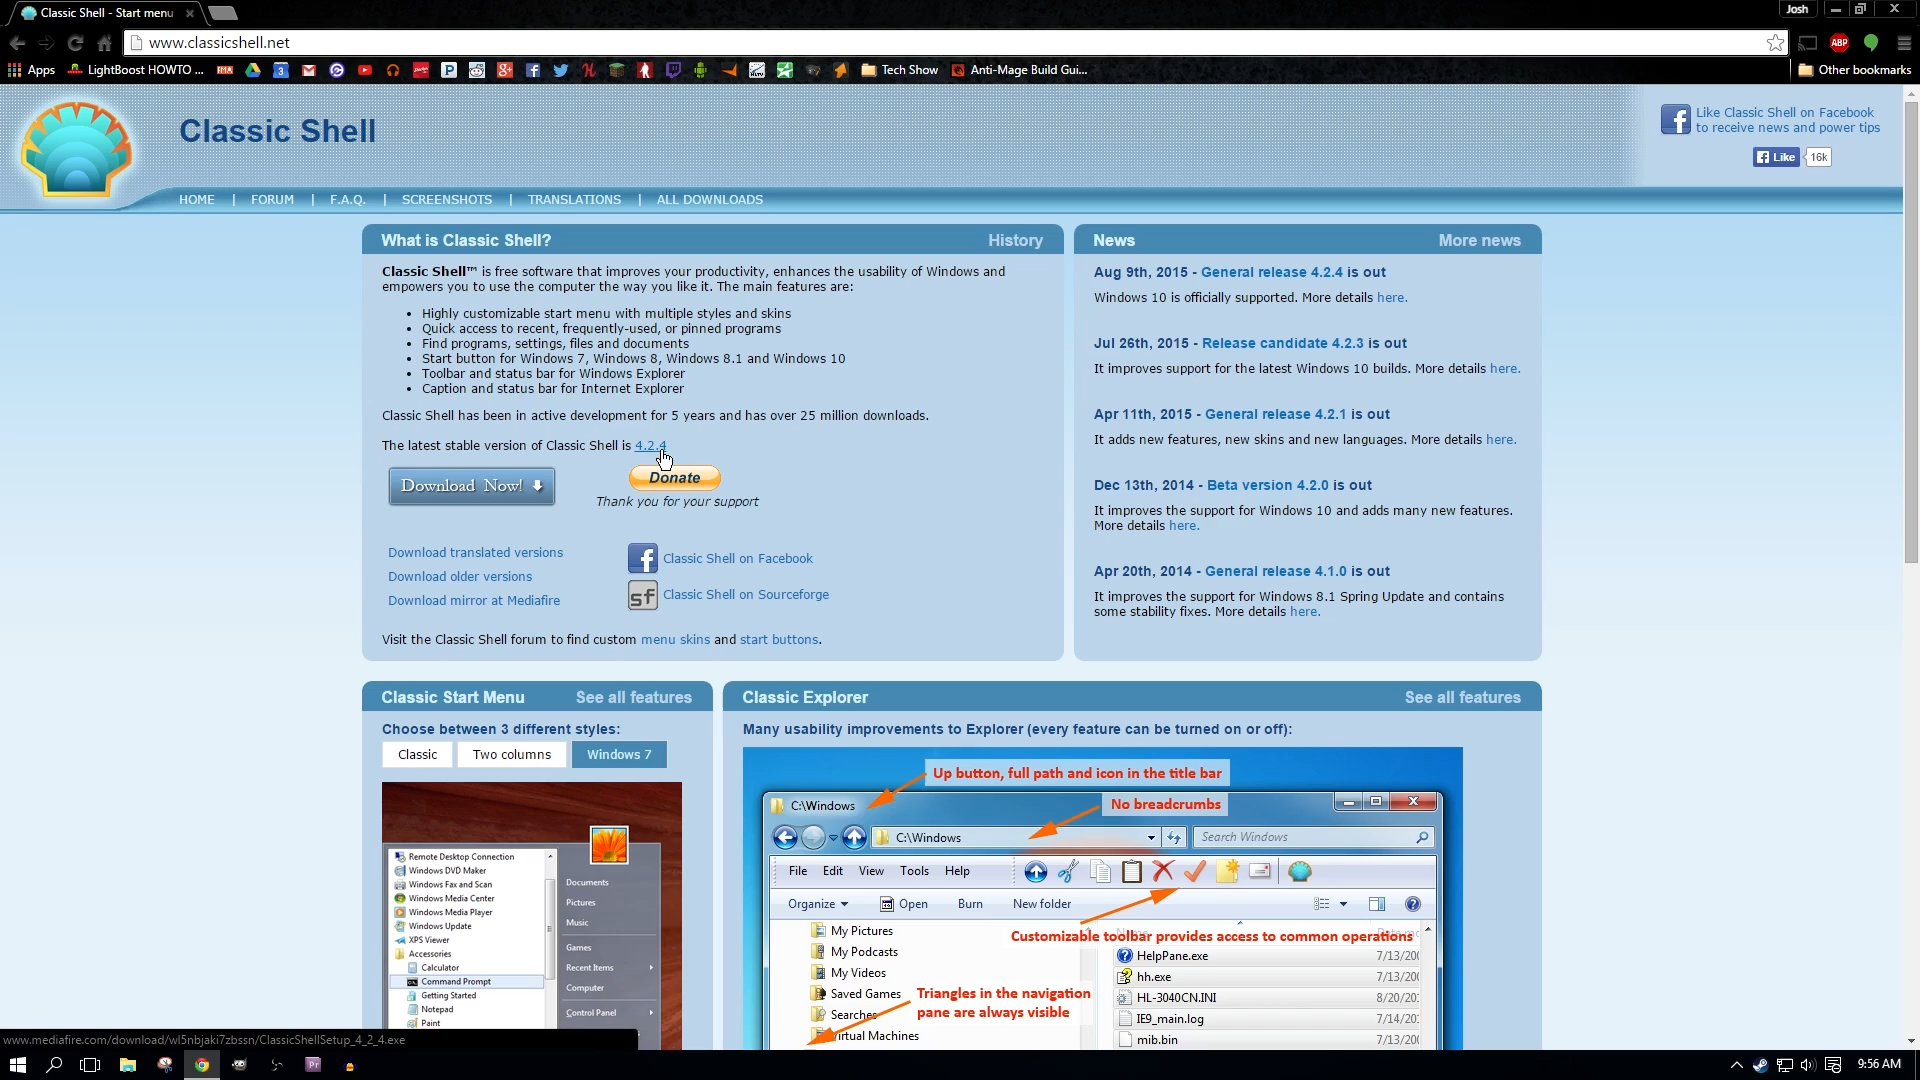 Classic Shell - Start menu
Josh
www.classicshell.net
ABP
Apps
LightBoost HOWTO ...
Tech Show
Anti-Mage Build Gui...
Other bookmarks
Classic Shell
Like Classic Shell on Facebook
to receive news and power tips
Like
16k
HOME | FORUM | F.A.Q. | SCREENSHOTS | TRANSLATIONS | ALL DOWNLOADS
What is Classic Shell?
History
Classic Shell™ is free software that improves your productivity, enhances the usability of Windows and
empowers you to use the computer the way you like it. The main features are:
• Highly customizable start menu with multiple styles and skins
• Quick access to recent, frequently-used, or pinned programs
• Find programs, settings, files and documents
• Start button for Windows 7, Windows 8, Windows 8.1 and Windows 10
• Toolbar and status bar for Windows Explorer
• Caption and status bar for Internet Explorer
Classic Shell has been in active development for 5 years and has over 25 million downloads.
The latest stable version of Classic Shell is 4.2.4
Download Now!
Donate
Thank you for your support
Download translated versions
Download older versions
Download mirror at Mediafire
Classic Shell on Facebook
sf
Classic Shell on Sourceforge
Visit the Classic Shell forum to find custom menu skins and start buttons.
News
More news
Aug 9th, 2015 - General release 4.2.4 is out
Windows 10 is officially supported. More details here.
Jul 26th, 2015 - Release candidate 4.2.3 is out
It improves support for the latest Windows 10 builds. More details here.
Apr 11th, 2015 - General release 4.2.1 is out
It adds new features, new skins and new languages. More details here.
Dec 13th, 2014 - Beta version 4.2.0 is out
It improves the support for Windows 10 and adds many new features.
More details here.
Apr 20th, 2014 - General release 4.1.0 is out
It improves the support for Windows 8.1 Spring Update and contains
some stability fixes. More details here.
Classic Start Menu
See all features
Choose between 3 different styles:
Classic
Two columns
Windows 7
Remote Desktop Connection
Windows DVD Maker
Windows Fax and Scan
Windows Media Center
Windows Media Player
Windows Update
XPS Viewer
Accessories
Calculator
Command Prompt
Getting Started
Notepad
Paint
Documents
Pictures
Music
Games
Recent Items
Computer
Control Panel
Classic Explorer
See all features
Many usability improvements to Explorer (every feature can be turned on or off):
Up button, full path and icon in the title bar
C:\Windows
No breadcrumbs
C:\Windows
Search Windows
File Edit View Tools Help
Organize
Open
Burn
New folder
Customizable toolbar provides access to common operations
My Pictures
My Podcasts
My Videos
Saved Games
Searches
Virtual Machines
Triangles in the navigation
pane are always visible
HelpPane.exe 7/13/20
hh.exe 7/13/20
HL-3040CN.INI 8/20/20
IE9_main.log 7/14/20
mib.bin 7/13/20
www.mediafire.com/download/wl5nbjaki7zbssn/ClassicShellSetup_4_2_4.exe
Pr
9:56 AM